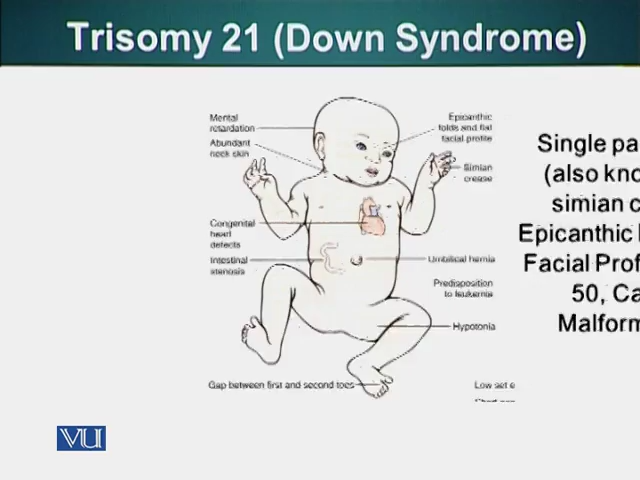 Trisomy 21 (Down Syndrome)
Mental
retardation
Abundant
neck skin
Congenital
heart
defects
Intestinal
stenosis
Gap between first and second toes
Epicanthic
folds and flat
facial profile
Simian
crease
Umbilical hernia
Predisposition
to leukemia
Hypotonia
Low set e
Single pa
(also kno
simian c
Epicanthic
Facial Prof
50, Ca
Malform
VU